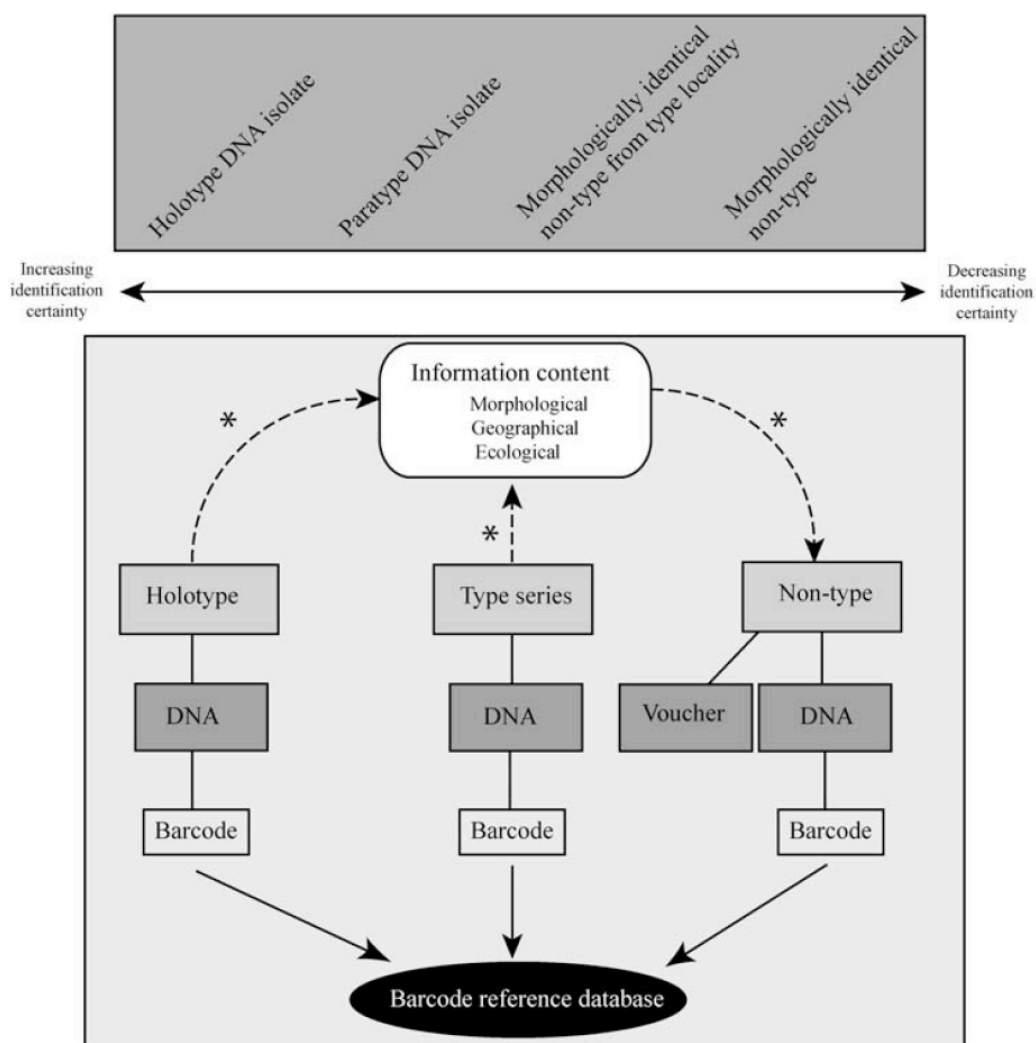 Holotype DNA isolate
Paratype DNA isolate
Morphologically identical
non-type from type locality
Morphologically identical
non-type
Increasing
identification
certainty
Decreasing
identification
certainty
Information content
Morphological
Geographical
Ecological
*
*
*
Holotype
Type series
Non-type
DNA
DNA
Voucher
DNA
Barcode
Barcode
Barcode
Barcode reference database